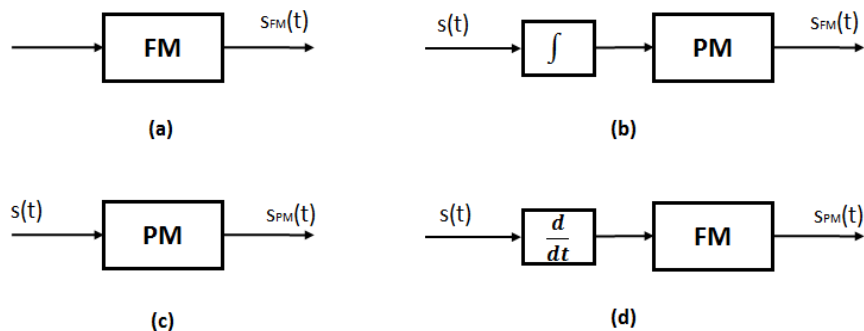 FM
sFM(t)
(a)
s(t)
∫
PM
sFM(t)
(b)
s(t)
PM
sPM(t)
(c)
s(t)
d
dt
FM
sPM(t)
(d)